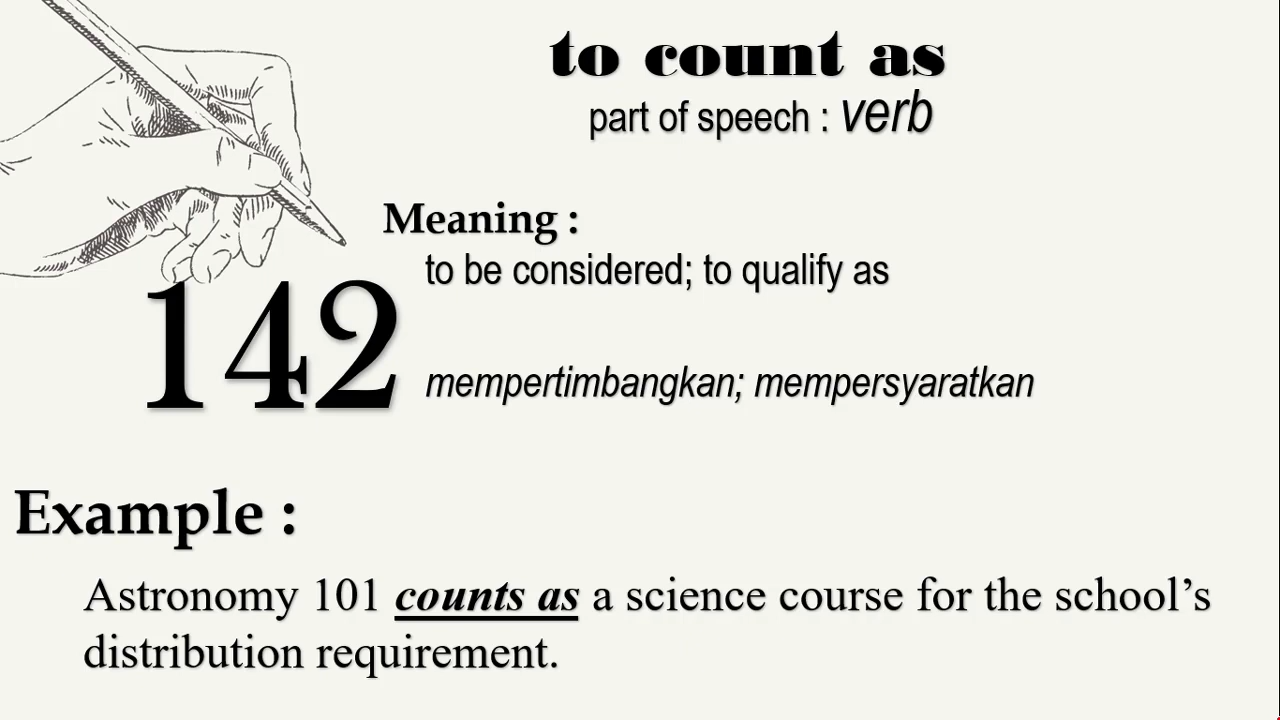 to count as
part of speech : verb
Meaning :
to be considered; to qualify as
142
mempertimbangkan; mempersyaratkan
Example :
Astronomy 101 counts as a science course for the school’s
distribution requirement.